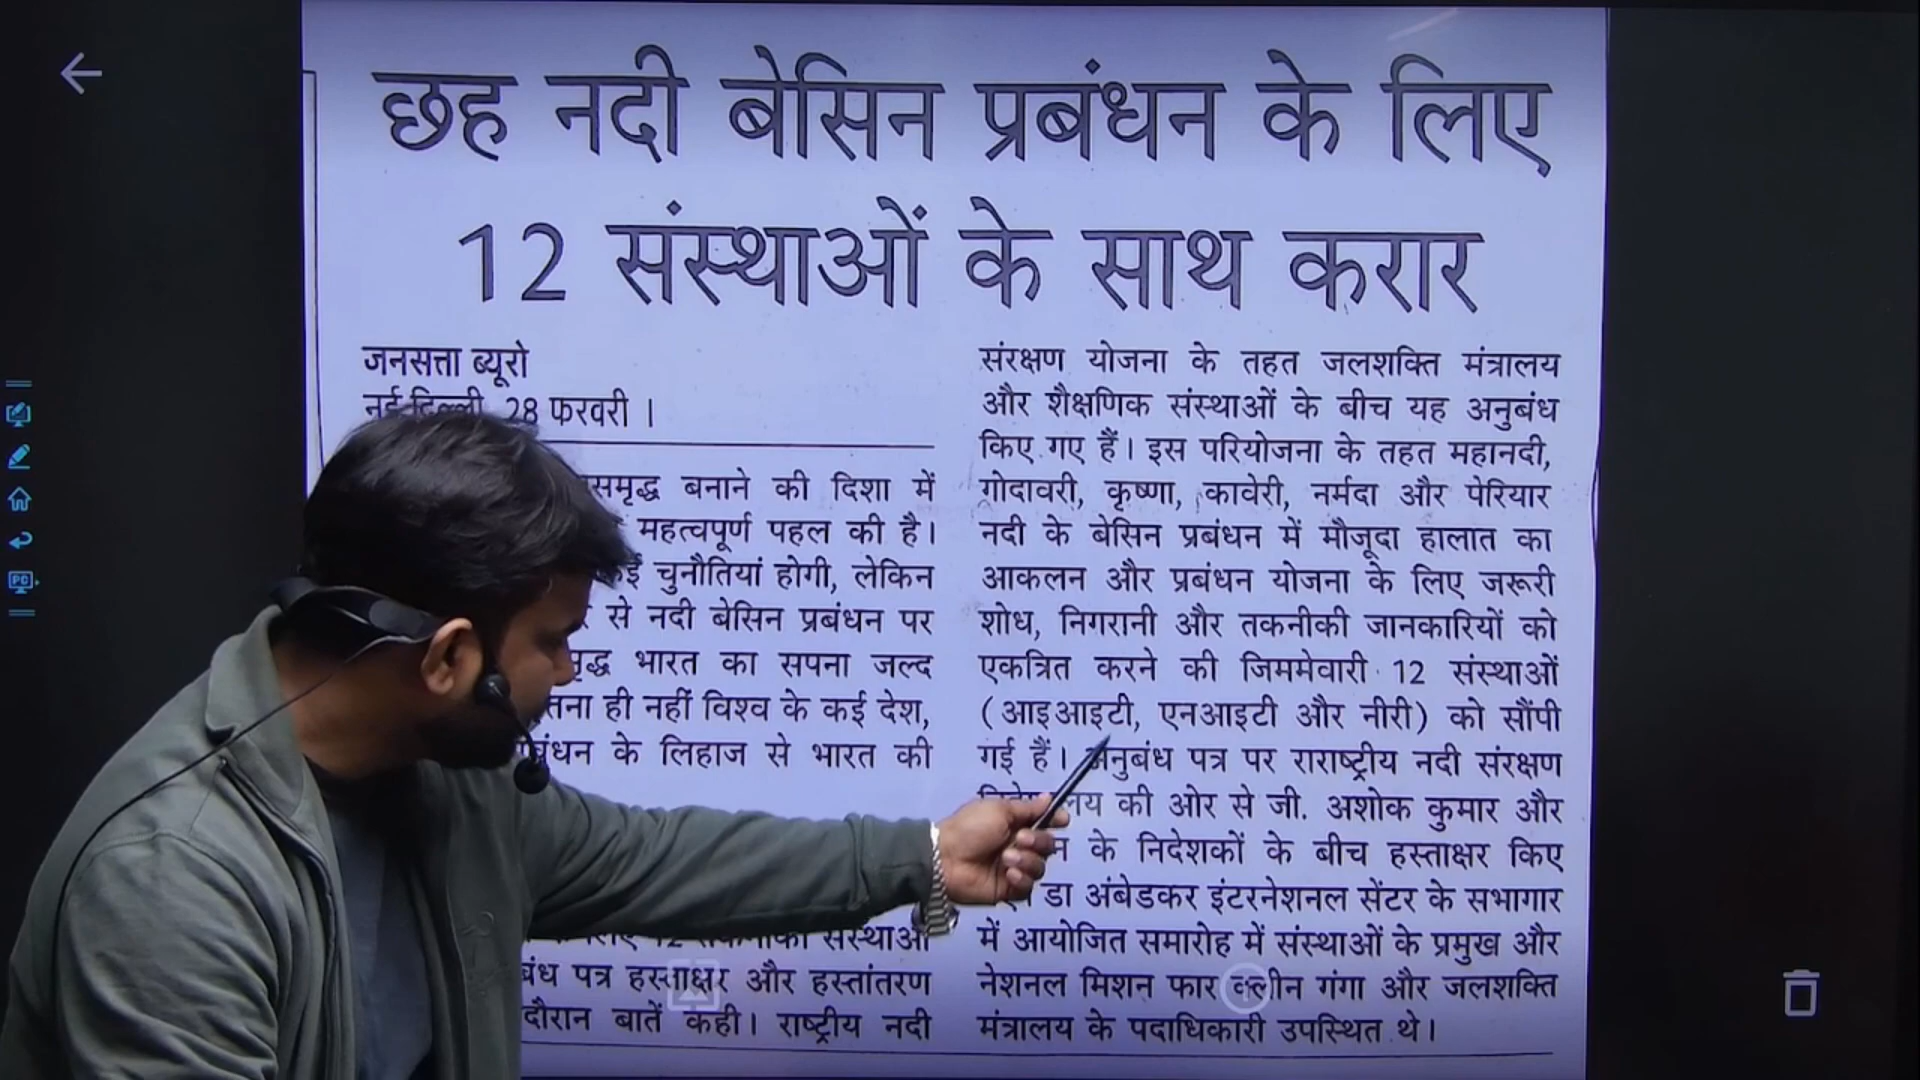 छह नदी बेसिन प्रबंधन के लिए
12 संस्थाओं के साथ करार
जनसत्ता ब्यूरो
नई दिल्ली, 28 फरवरी ।
समृद्ध बनाने की दिशा में
महत्वपूर्ण पहल की है।
चुनौतियां होगी, लेकिन
से नदी बेसिन प्रबंधन पर
भारत का सपना जल्द
ही नहीं विश्व के कई देश,
के लिहाज से भारत की
12 संस्थाओं
पत्र हस्ताक्षर और हस्तांतरण
दौरान बातें कही। राष्ट्रीय नदी
संरक्षण योजना के तहत जलशक्ति मंत्रालय
और शैक्षणिक संस्थाओं के बीच यह अनुबंध
किए गए हैं। इस परियोजना के तहत महानदी,
गोदावरी, कृष्णा, कावेरी, नर्मदा और पेरियार
नदी के बेसिन प्रबंधन में मौजूदा हालात का
आकलन और प्रबंधन योजना के लिए जरूरी
शोध, निगरानी और तकनीकी जानकारियों को
एकत्रित करने की जिममेवारी 12 संस्थाओं
(आइआइटी, एनआइटी और नीरी) को सौंपी
गई हैं। अनुबंध पत्र पर राराष्ट्रीय नदी संरक्षण
की ओर से जी. अशोक कुमार और
के निदेशकों के बीच हस्ताक्षर किए
डा अंबेडकर इंटरनेशनल सेंटर के सभागार
में आयोजित समारोह में संस्थाओं के प्रमुख और
नेशनल मिशन फार क्लीन गंगा और जलशक्ति
मंत्रालय के पदाधिकारी उपस्थित थे।